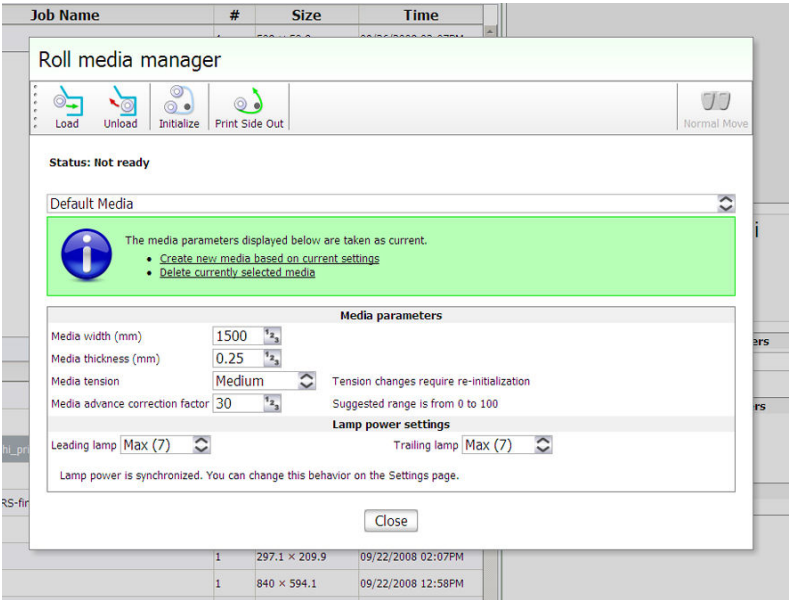 Job Name # Size Time
Roll media manager
Load Unload Initialize Print Side Out Normal Move
Status: Not ready
Default Media
The media parameters displayed below are taken as current.
• Create new media based on current settings
• Delete currently selected media
Media parameters
Media width (mm) 1500
Media thickness (mm) 0.25
Media tension Medium Tension changes require re-initialization
Media advance correction factor 30 Suggested range is from 0 to 100
Lamp power settings
Leading lamp Max (7) Trailing lamp Max (7)
Lamp power is synchronized. You can change this behavior on the Settings page.
Close
1 297.1 × 209.9 09/22/2008 02:07PM
1 840 × 594.1 09/22/2008 12:58PM